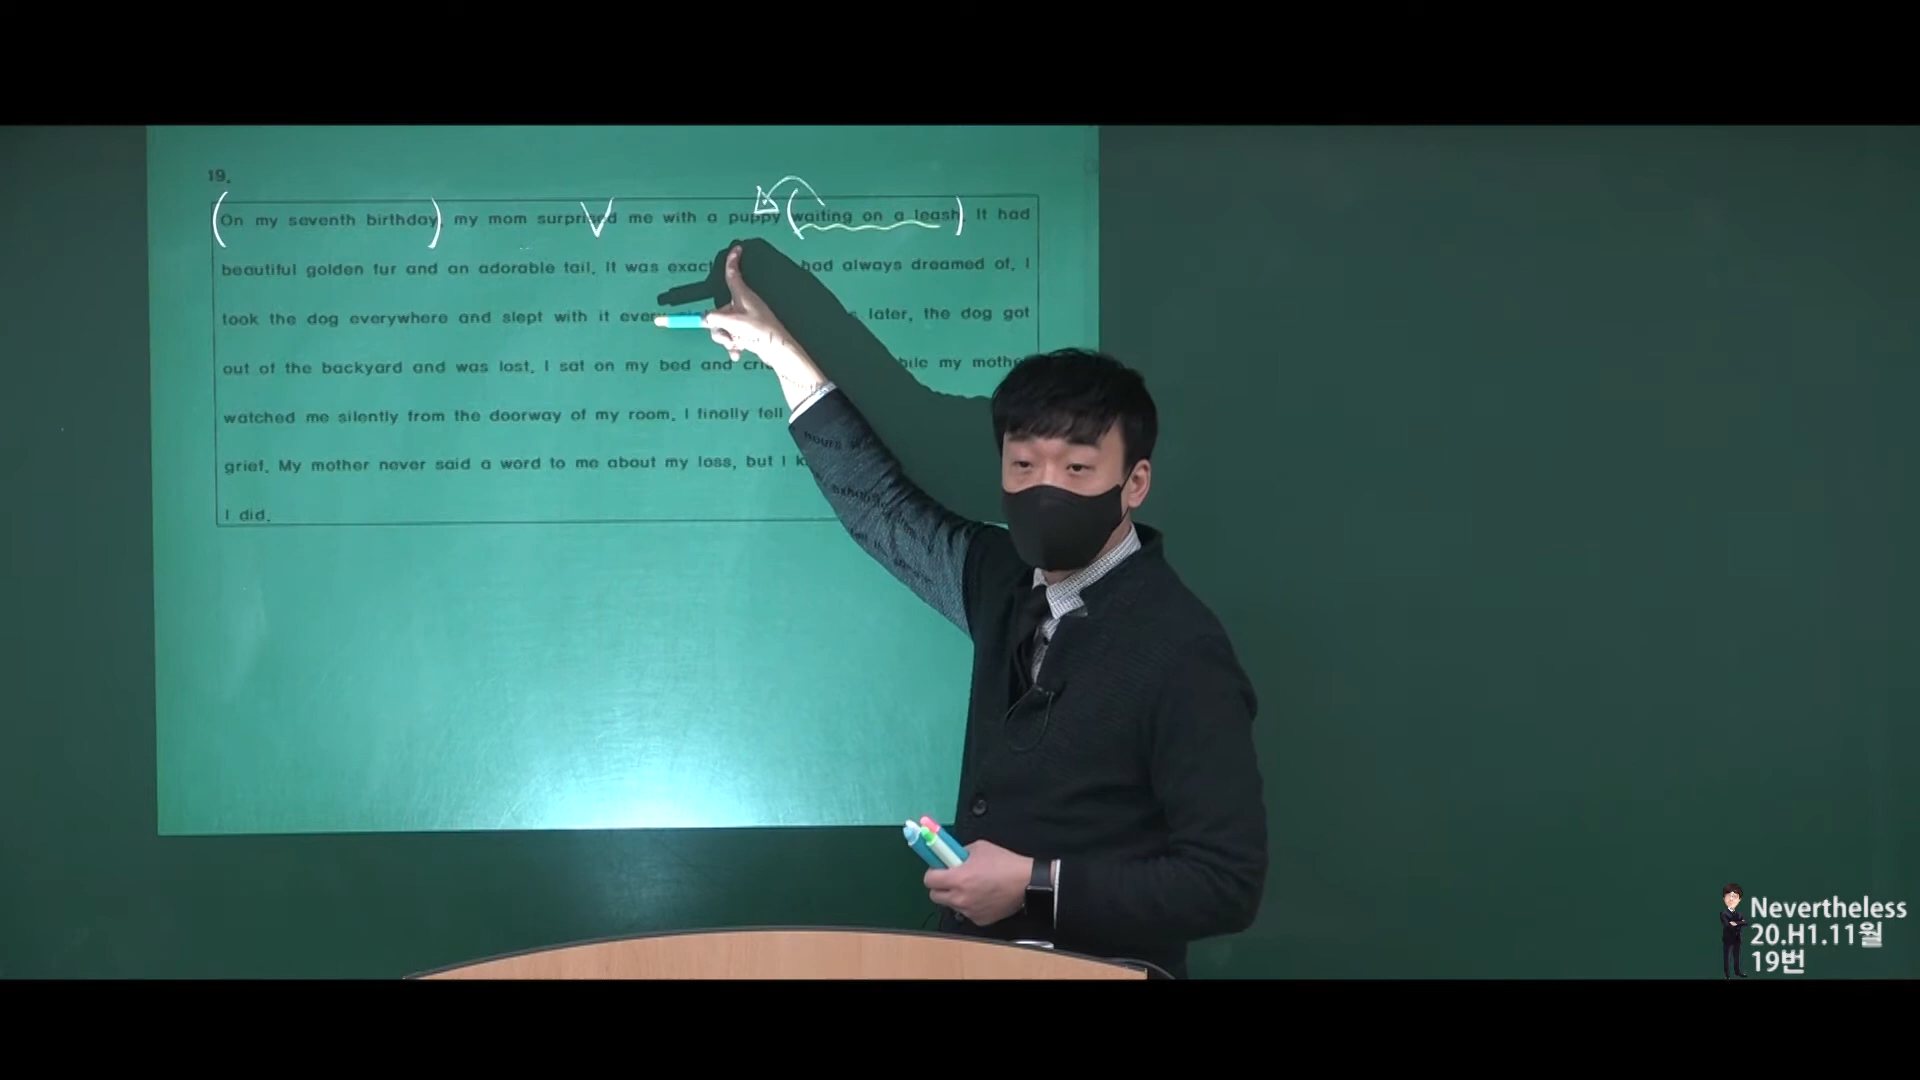 19.
On my seventh birthday, my mom surprised me with a puppy waiting on a leash. It had
beautiful golden fur and an adorable tail. It was exact had always dreamed of. I
took the dog everywhere and slept with it every later, the dog got
out of the backyard and was lost. I sat on my bed and my mother
watched me silently from the doorway of my room. I finally fell
grief. My mother never said a word to me about my loss, but I
I did.
Nevertheless
20.H1.11월
19번